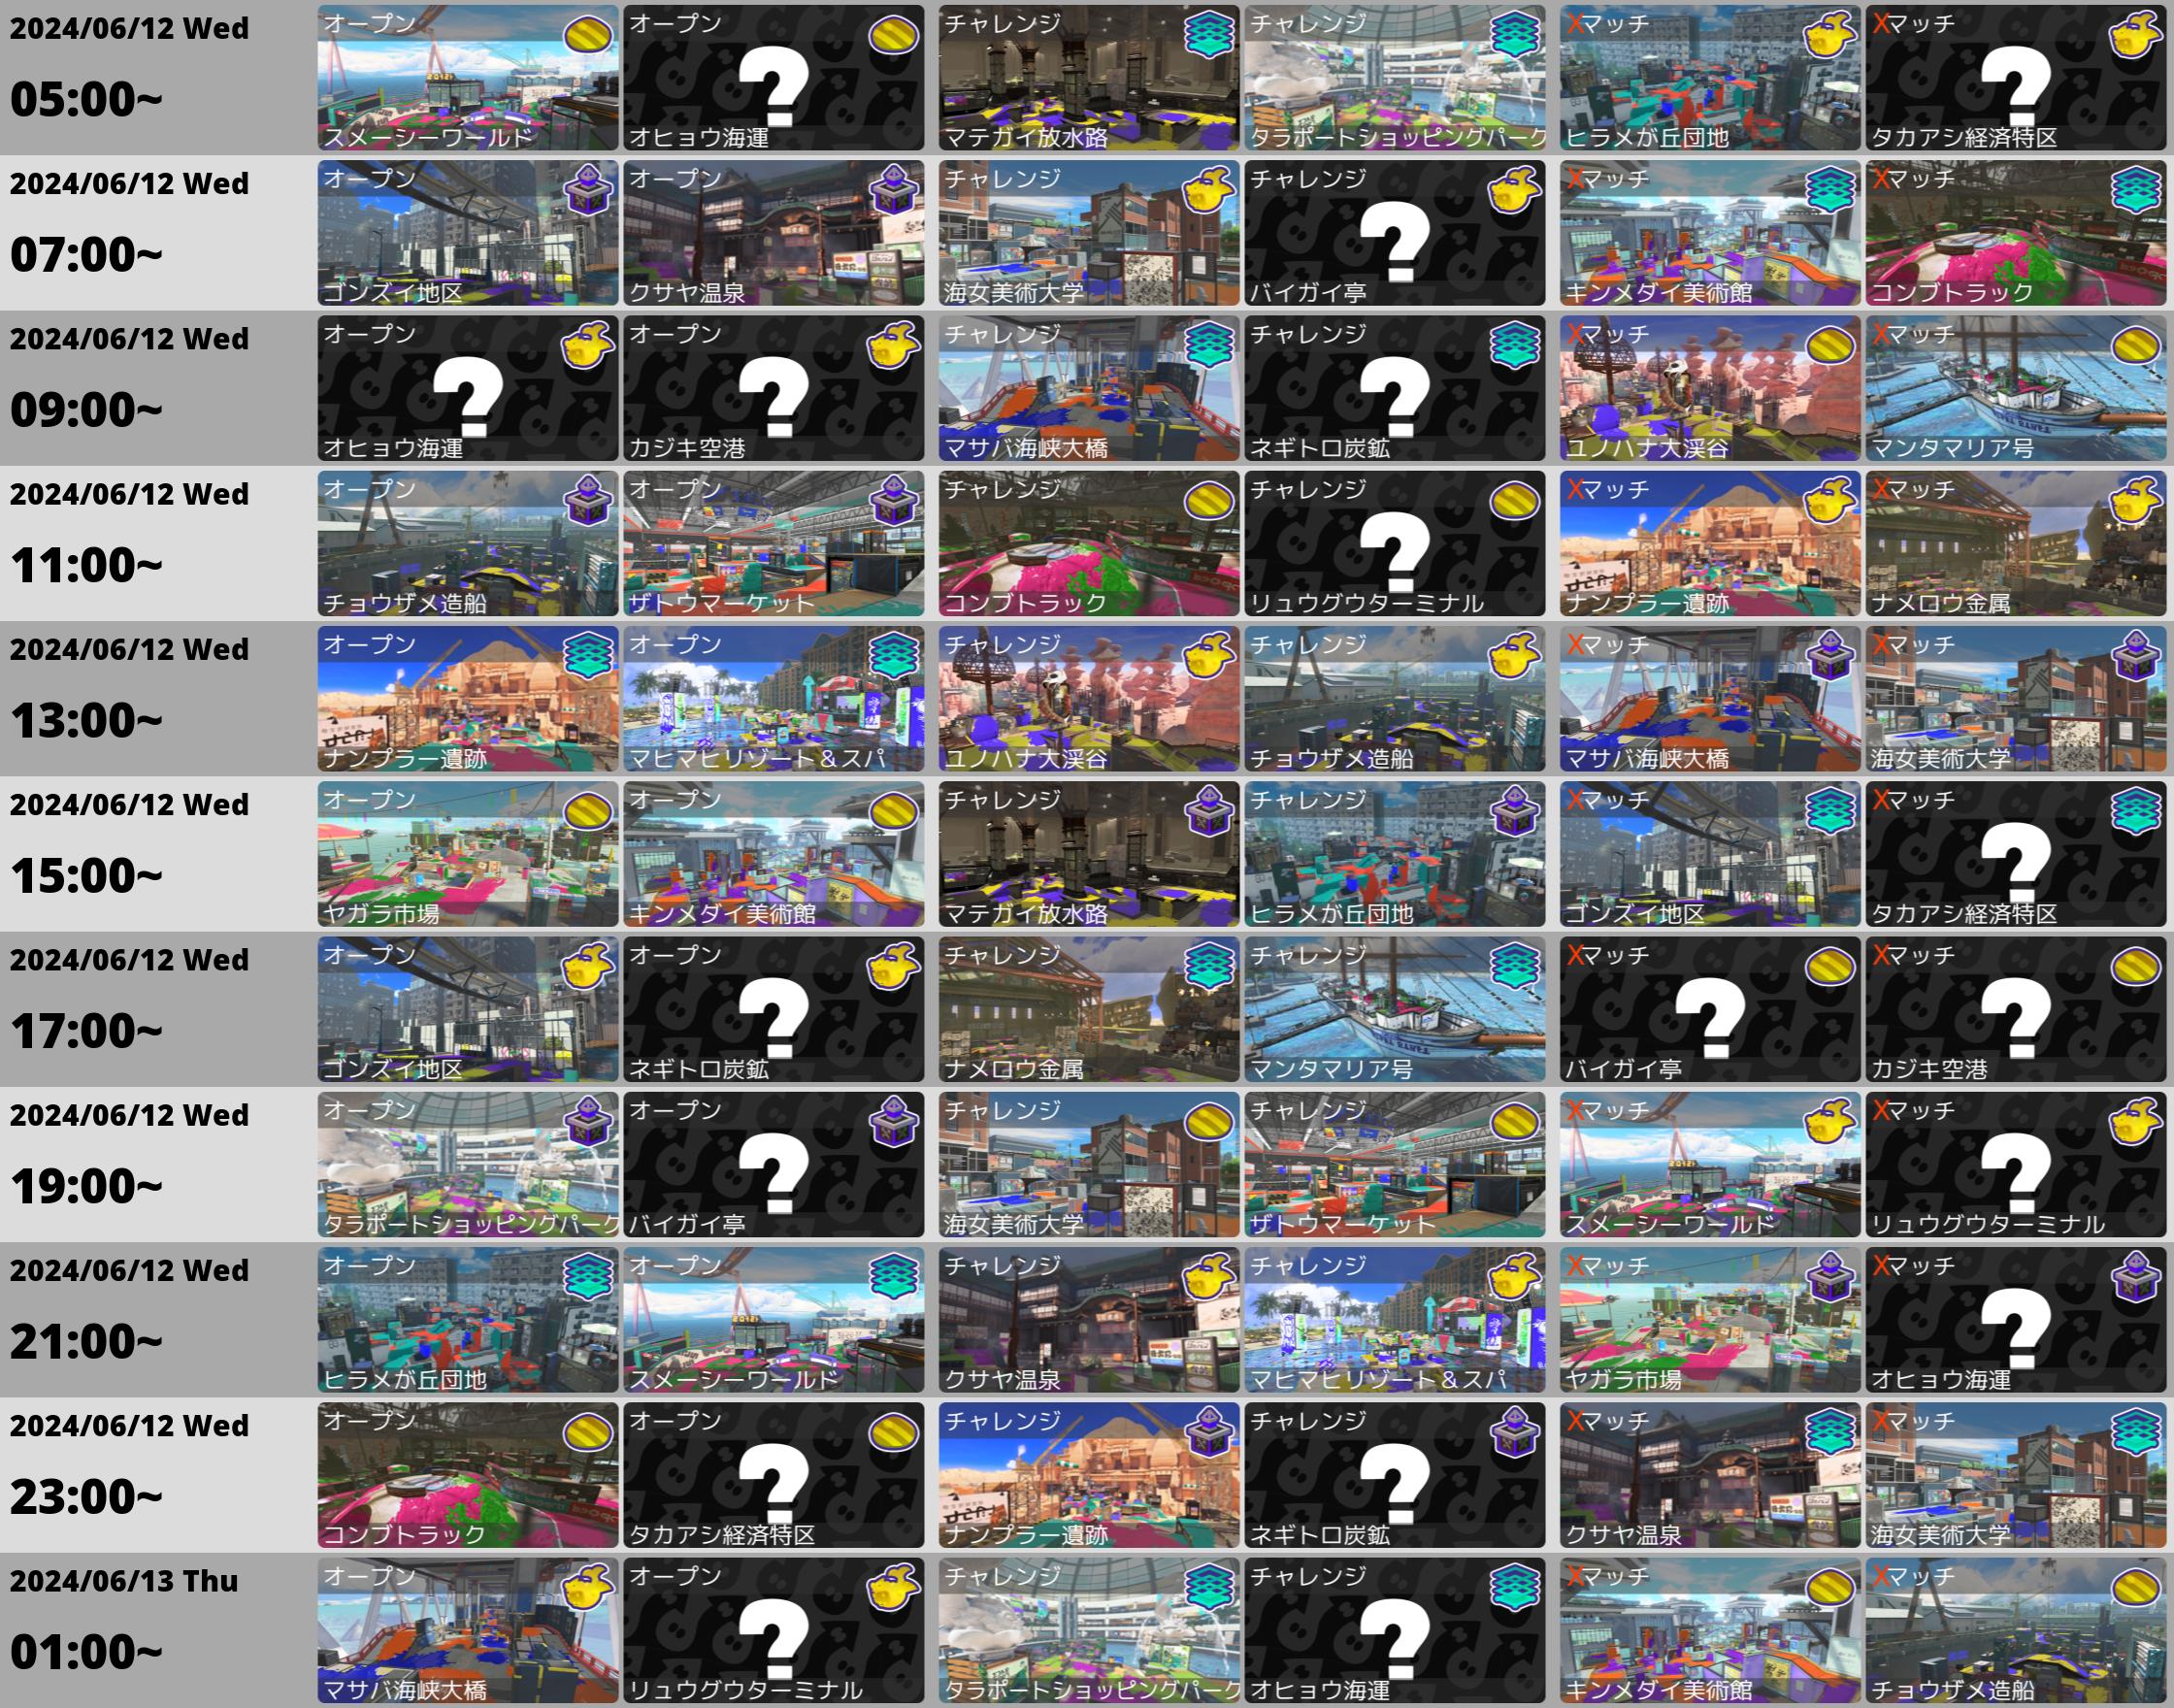 2024/06/12 Wed
05:00~
オープン
スメーシーワールド
オープン
オヒョウ海運
チャレンジ
マテガイ放水路
チャレンジ
タラポートショッピングパーク
Xマッチ
ヒラメが丘団地
Xマッチ
タカアシ経済特区
2024/06/12 Wed
07:00~
オープン
ゴンズイ地区
オープン
クサヤ温泉
チャレンジ
海女美術大学
チャレンジ
バイガイ亭
Xマッチ
キンメダイ美術館
Xマッチ
コンブトラック
2024/06/12 Wed
09:00~
オープン
オヒョウ海運
オープン
カジキ空港
チャレンジ
マサバ海峡大橋
チャレンジ
ネギトロ炭鉱
Xマッチ
ユノハナ大渓谷
Xマッチ
マンタマリア号
2024/06/12 Wed
11:00~
オープン
チョウザメ造船
オープン
ザトウマーケット
チャレンジ
コンブトラック
チャレンジ
リュウグウターミナル
Xマッチ
ナンプラー遺跡
Xマッチ
ナメロウ金属
2024/06/12 Wed
13:00~
オープン
ナンプラー遺跡
オープン
マヒマヒリゾート＆スパ
チャレンジ
ユノハナ大渓谷
チャレンジ
チョウザメ造船
Xマッチ
マサバ海峡大橋
Xマッチ
海女美術大学
2024/06/12 Wed
15:00~
オープン
ヤガラ市場
オープン
キンメダイ美術館
チャレンジ
マテガイ放水路
チャレンジ
ヒラメが丘団地
Xマッチ
ゴンズイ地区
Xマッチ
タカアシ経済特区
2024/06/12 Wed
17:00~
オープン
ゴンズイ地区
オープン
ネギトロ炭鉱
チャレンジ
ナメロウ金属
チャレンジ
マンタマリア号
Xマッチ
バイガイ亭
Xマッチ
カジキ空港
2024/06/12 Wed
19:00~
オープン
タラポートショッピングパーク
オープン
バイガイ亭
チャレンジ
海女美術大学
チャレンジ
ザトウマーケット
Xマッチ
スメーシーワールド
Xマッチ
リュウグウターミナル
2024/06/12 Wed
21:00~
オープン
ヒラメが丘団地
オープン
スメーシーワールド
チャレンジ
クサヤ温泉
チャレンジ
マヒマヒリゾート＆スパ
Xマッチ
ヤガラ市場
Xマッチ
オヒョウ海運
2024/06/12 Wed
23:00~
オープン
コンブトラック
オープン
タカアシ経済特区
チャレンジ
ナンプラー遺跡
チャレンジ
ネギトロ炭鉱
Xマッチ
クサヤ温泉
Xマッチ
海女美術大学
2024/06/13 Thu
01:00~
オープン
マサバ海峡大橋
オープン
リュウグウターミナル
チャレンジ
タラポートショッピングパーク
チャレンジ
オヒョウ海運
Xマッチ
キンメダイ美術館
Xマッチ
チョウザメ造船